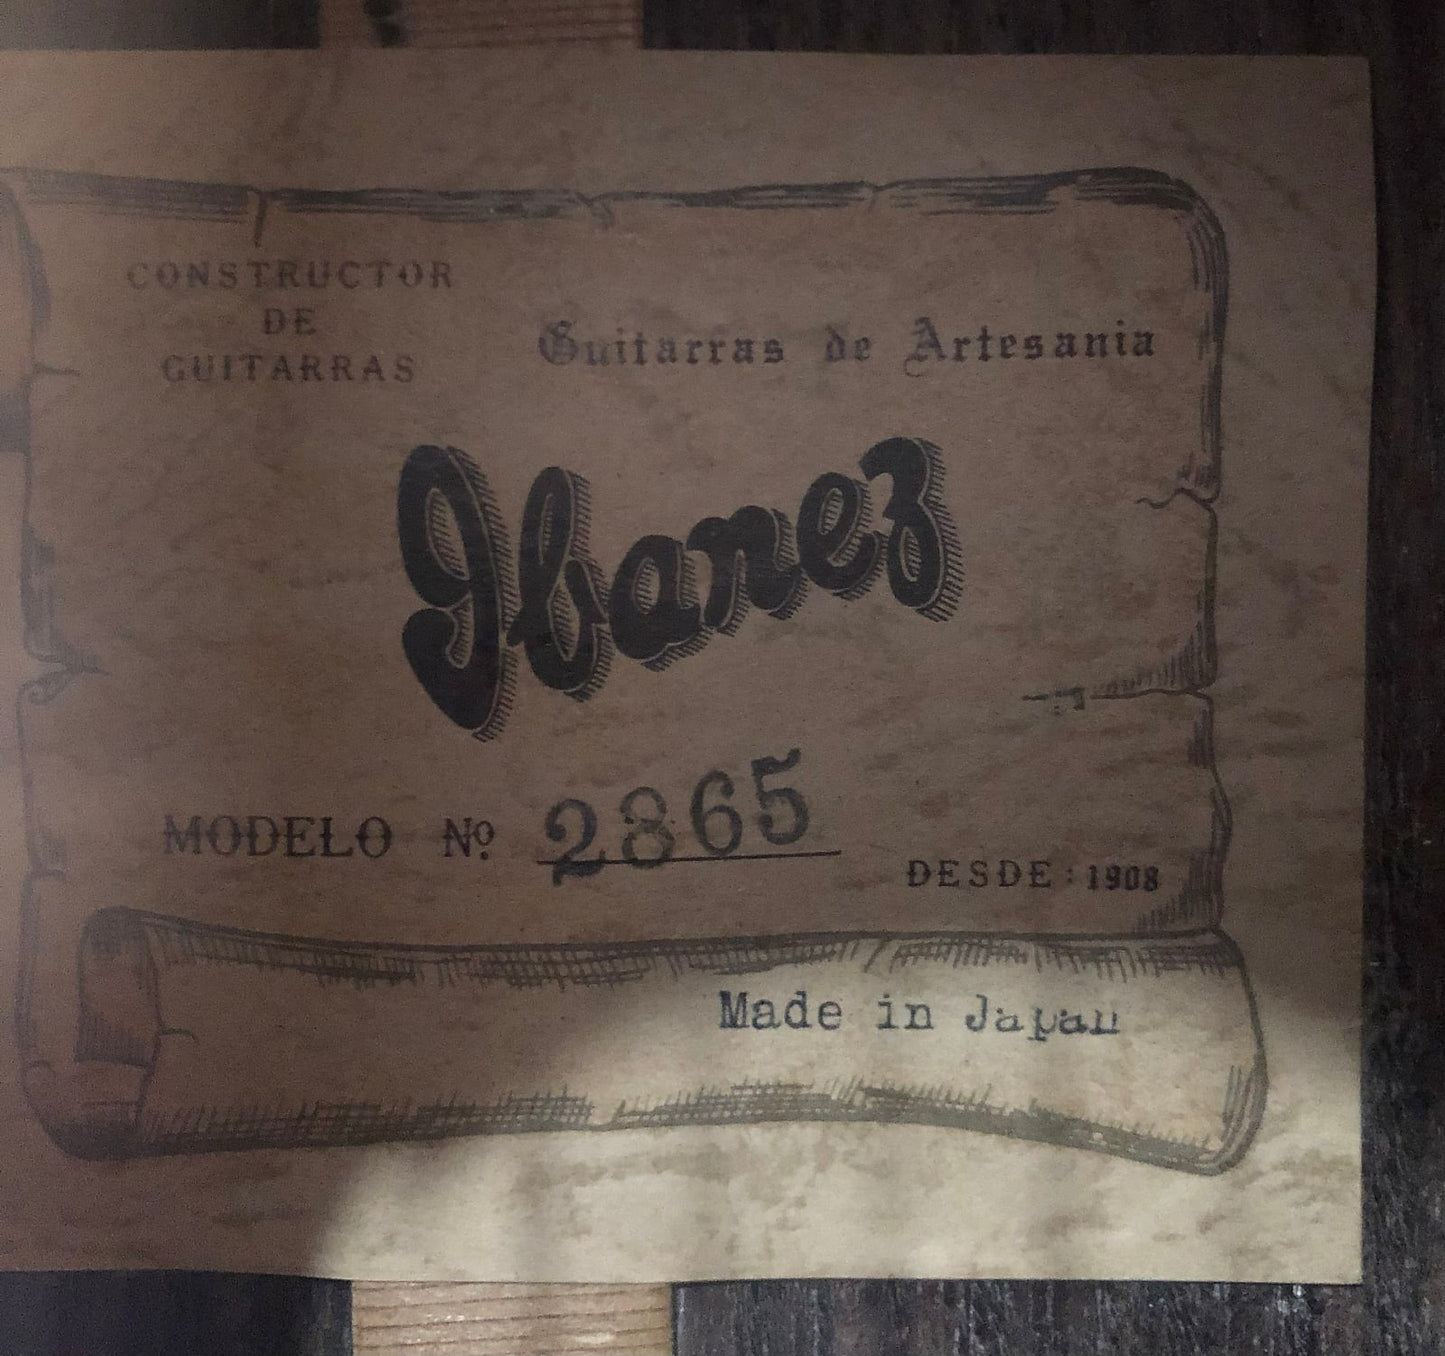 CONSTRUCTOR
DE
GUITARRAS
Guitarras de Artesania
Ibanez
MODELO Nº. 2865
DESDE: 1908
Made in Japan